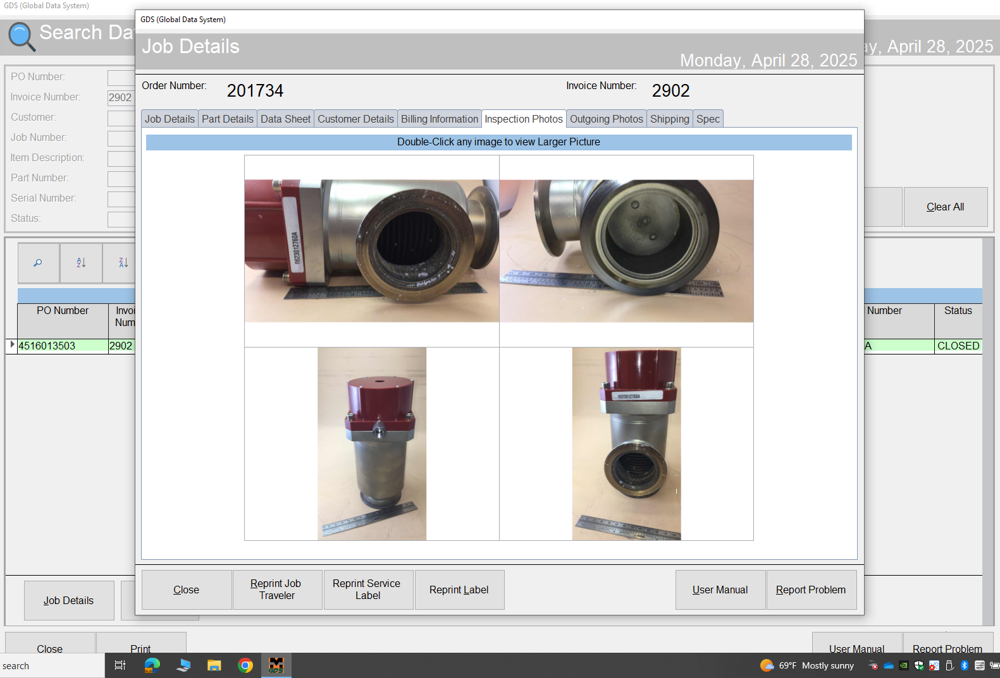 GDS (Global Data System)
Search Da
ay, April 28, 2025
PO Number:
Invoice Number:
2902
Customer:
Job Number:
Item Description:
Part Number:
Serial Number:
Status:
Clear All
PO Number
Invoi
Num
Number
Status
4516013503
2902
A
CLOSED
Job Details
Close
Print
User Manual
Report Problem
GDS (Global Data System)
Job Details
Monday, April 28, 2025
Order Number:
201734
Invoice Number:
2902
Job Details
Part Details
Data Sheet
Customer Details
Billing Information
Inspection Photos
Outgoing Photos
Shipping
Spec
Double-Click any image to view Larger Picture
0623012760A
0623012760A
Close
Reprint Job
Traveler
Reprint Service
Label
Reprint Label
User Manual
Report Problem
search
GDS
69°F Mostly sunny